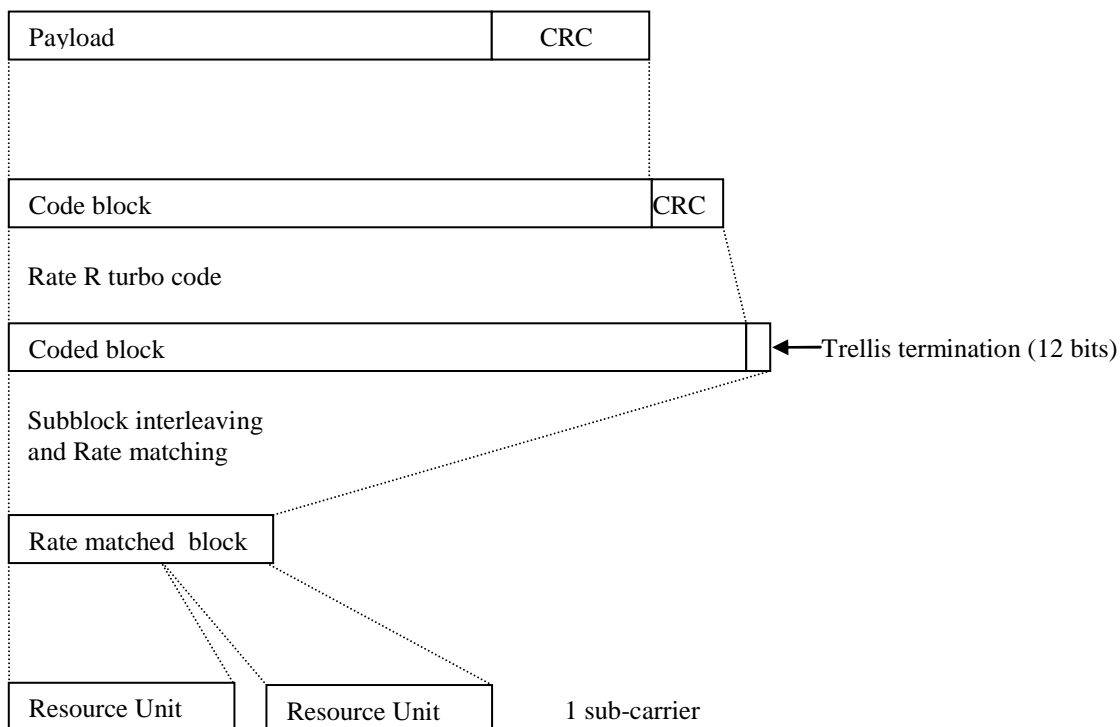 Payload CRC
Code block CRC
Rate R turbo code
Coded block Trellis termination (12 bits)
Subblock interleaving
and Rate matching
Rate matched block
Resource Unit Resource Unit 1 sub-carrier